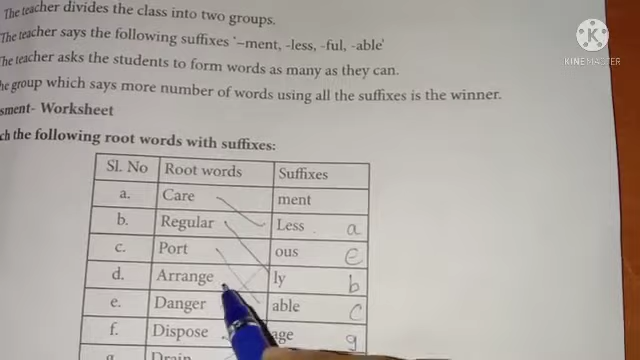 The teacher divides the class into two groups.
The teacher says the following suffixes '–ment, -less, -ful, -able'
The teacher asks the students to form words as many as they can.
he group which says more number of words using all the suffixes is the winner.
sment- Worksheet
ch the following root words with suffixes:
Sl. No Root words Suffixes
a. Care ment
b. Regular Less a
c. Port ous e
d. Arrange ly b
e. Danger able c
f. Dispose age g
g. Drain
KINEMASTER